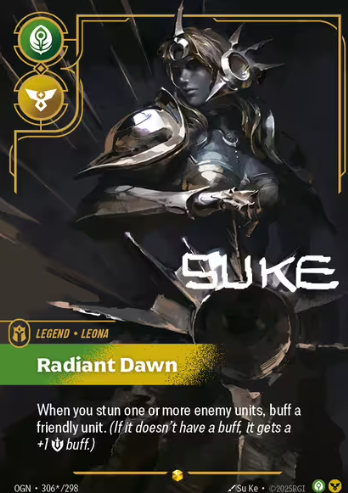 SUKE
LEGEND • LEONA
Radiant Dawn
When you stun one or more enemy units, buff a
friendly unit. (If it doesn't have a buff, it gets a
+1 buff.)
OGN • 306*/298 Su Ke • ©2025RGI